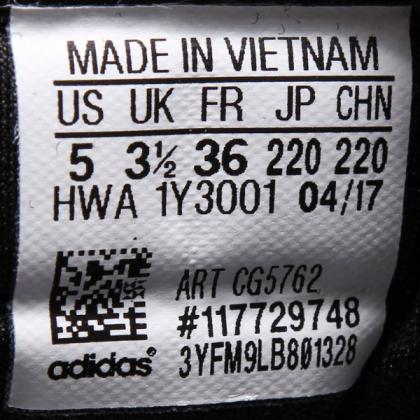 MADE IN VIETNAM
US UK FR JP CHN
5 3½ 36 220 220
HWA 1Y3001 04/17
ART CG5762
#117729748
adidas® 3YFM9LB801328